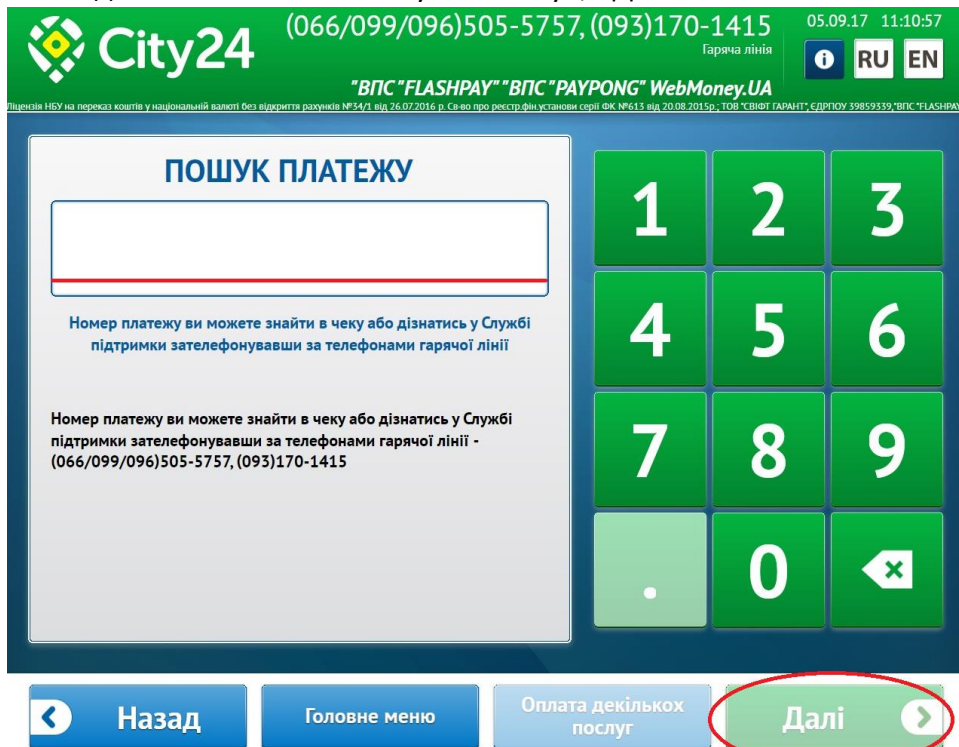 City24
(066/099/096)505-5757, (093)170-1415
Гаряча лінія
05.09.17 11:10:57
i
RU
EN
"ВПС "FLASHPAY" "ВПС "PAYPONG" WebMoney.UA
Ліцензія НБУ на переказ коштів у національній валюті без відкриття рахунків №34/1 від 26.07.2016 р. Св-во про реєстр.фін.установи серії ФК №613 від 20.08.2015р.; ТОВ "СВІФТ ГАРАНТ"; ЄДРПОУ 39859339,"ВПС "FLASHPAY
ПОШУК ПЛАТЕЖУ
Номер платежу ви можете знайти в чеку або дізнатись у Службі
підтримки зателефонувавши за телефонами гарячої лінії
Номер платежу ви можете знайти в чеку або дізнатись у Службі
підтримки зателефонувавши за телефонами гарячої лінії -
(066/099/096)505-5757, (093)170-1415
1 2 3
4 5 6
7 8 9
. 0
Назад
Головне меню
Оплата декількох
послуг
Далі